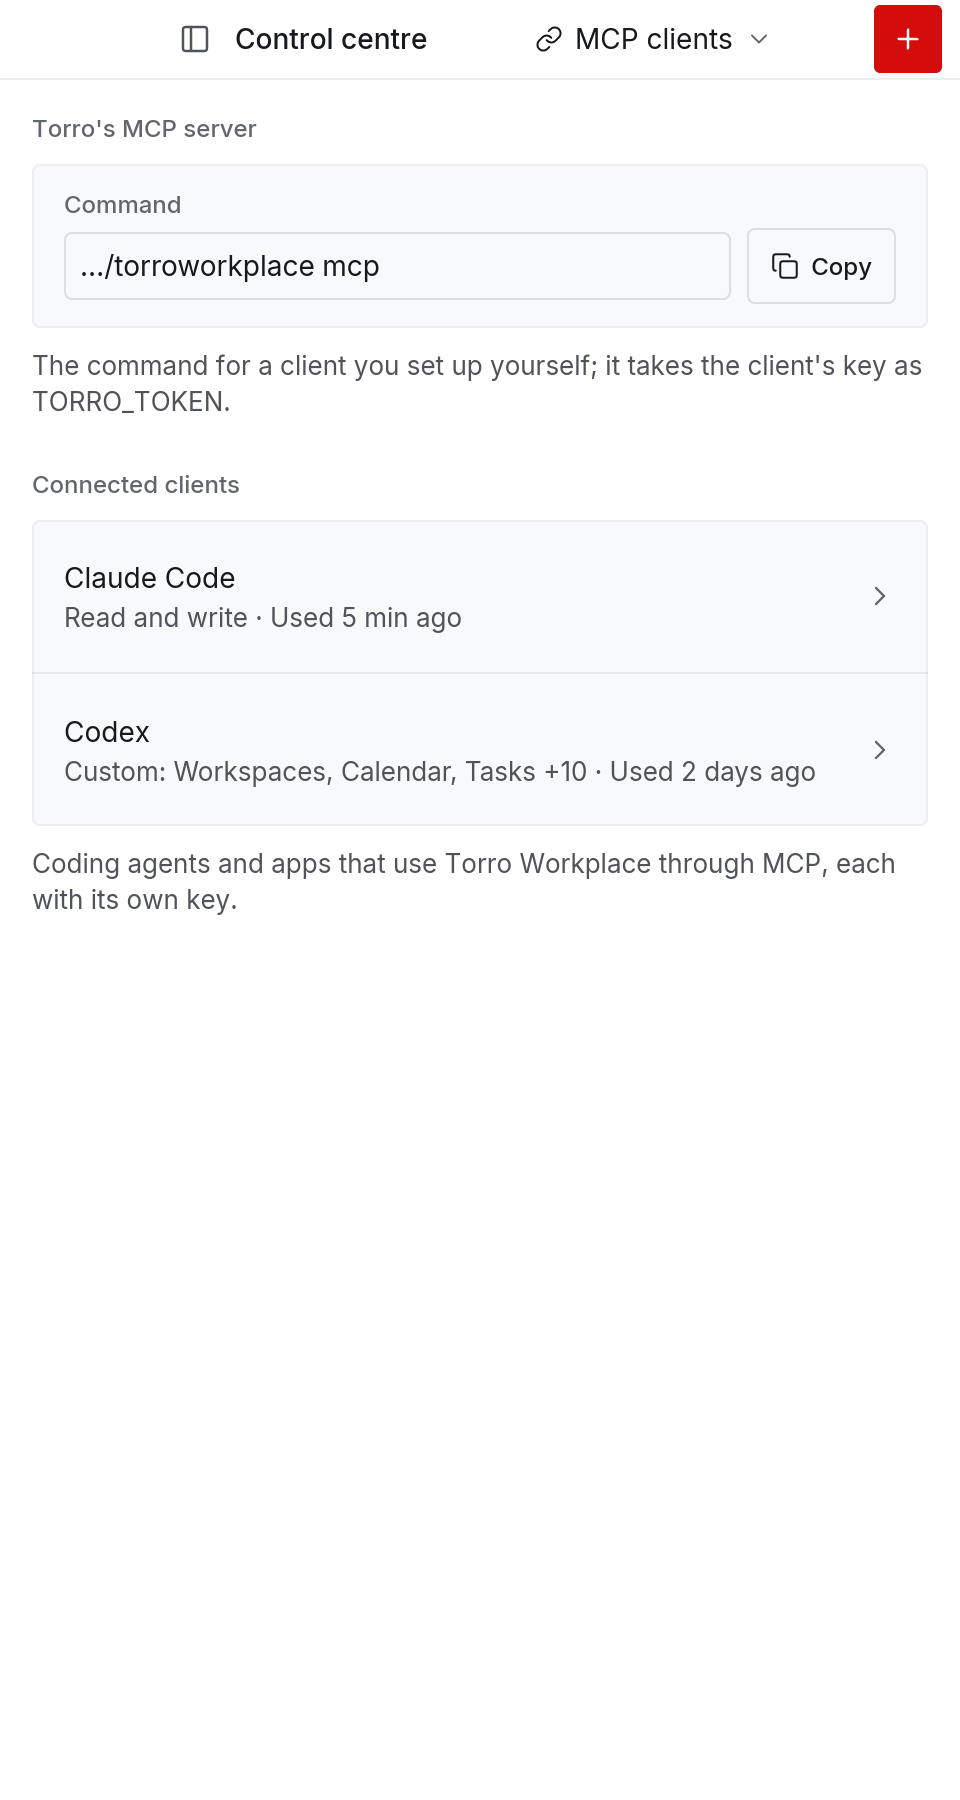 Control centre
MCP clients
Torro's MCP server
Command
.../torroworkplace mcp
Copy
The command for a client you set up yourself; it takes the client's key as
TORRO_TOKEN.
Connected clients
Claude Code
Read and write · Used 5 min ago
Codex
Custom: Workspaces, Calendar, Tasks +10 · Used 2 days ago
Coding agents and apps that use Torro Workplace through MCP, each
with its own key.